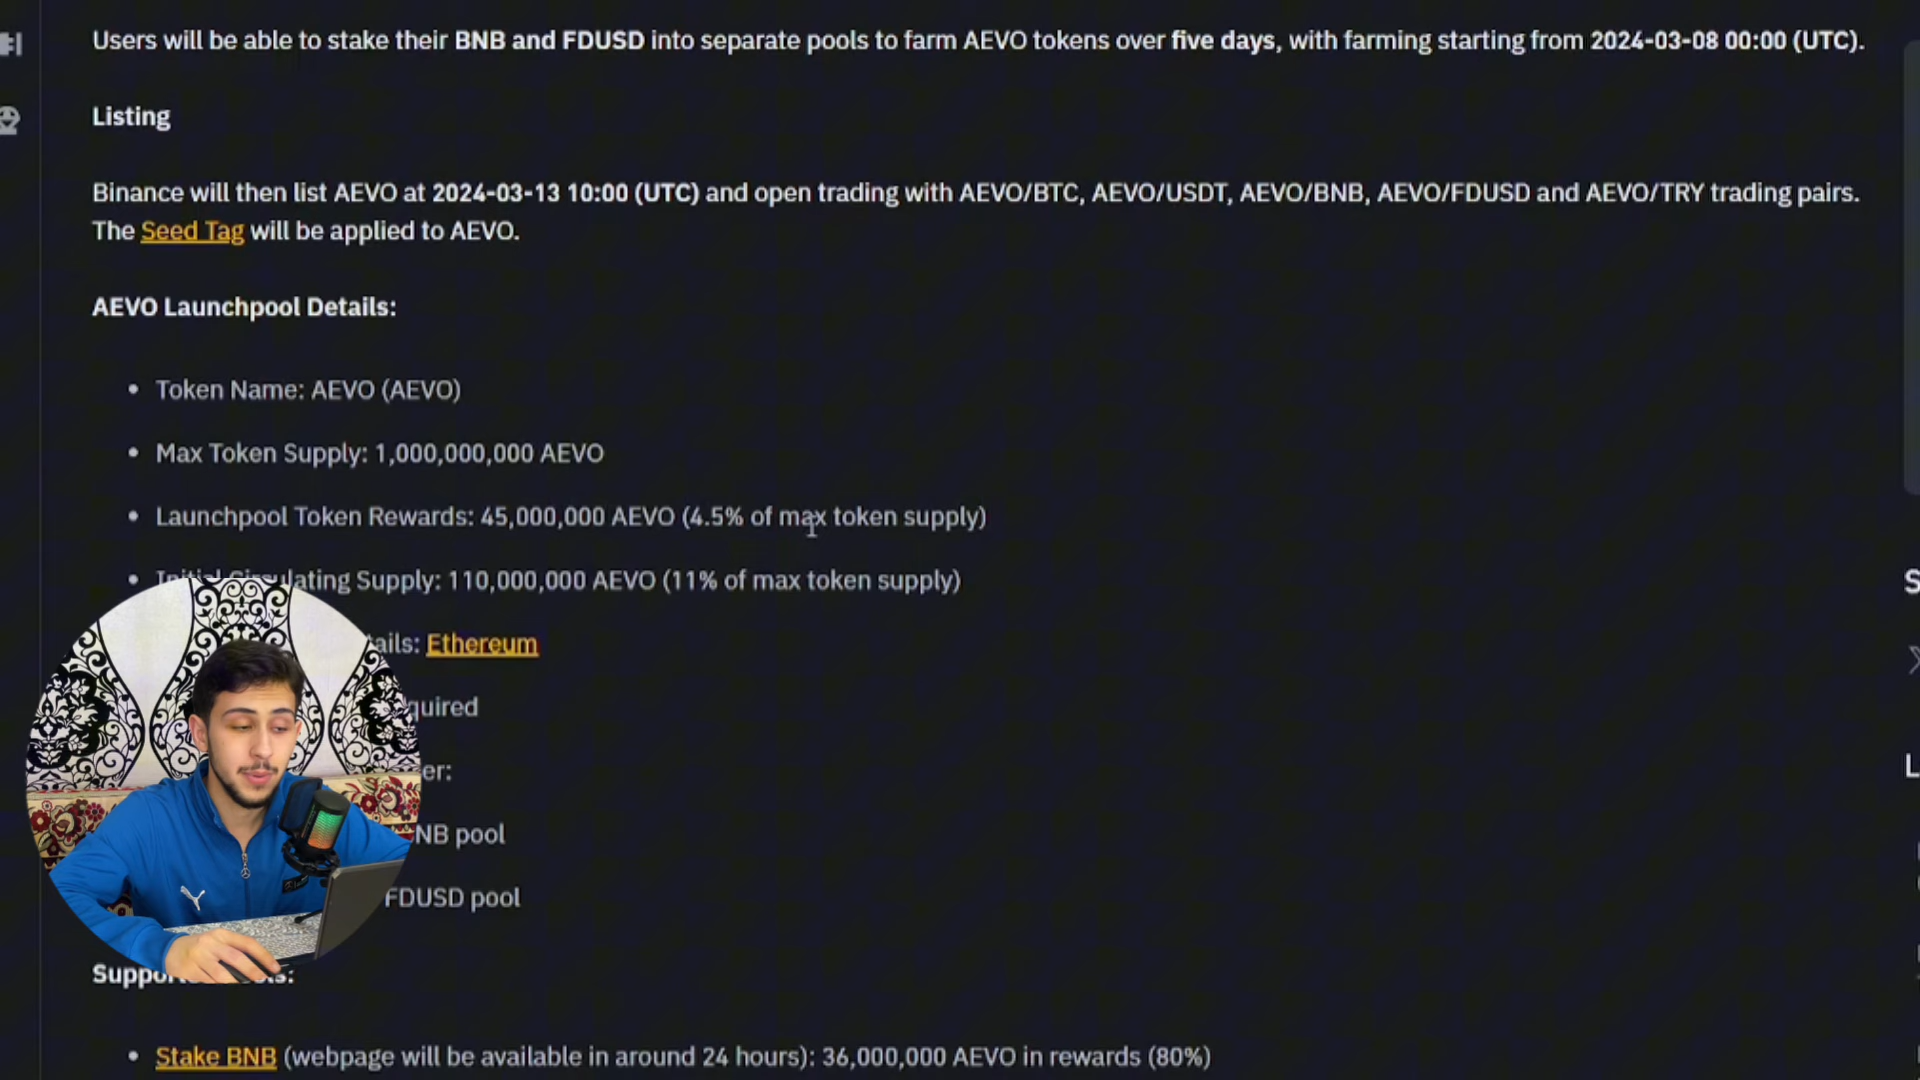 Users will be able to stake their BNB and FDUSD into separate pools to farm AEVO tokens over five days, with farming starting from 2024-03-08 00:00 (UTC).
Listing
Binance will then list AEVO at 2024-03-13 10:00 (UTC) and open trading with AEVO/BTC, AEVO/USDT, AEVO/BNB, AEVO/FDUSD and AEVO/TRY trading pairs.
The Seed Tag will be applied to AEVO.
AEVO Launchpool Details:
• Token Name: AEVO (AEVO)
• Max Token Supply: 1,000,000,000 AEVO
• Launchpool Token Rewards: 45,000,000 AEVO (4.5% of max token supply)
• Initial Circulating Supply: 110,000,000 AEVO (11% of max token supply)
ails: Ethereum
quired
er:
NB pool
FDUSD pool
• Stake BNB (webpage will be available in around 24 hours): 36,000,000 AEVO in rewards (80%)